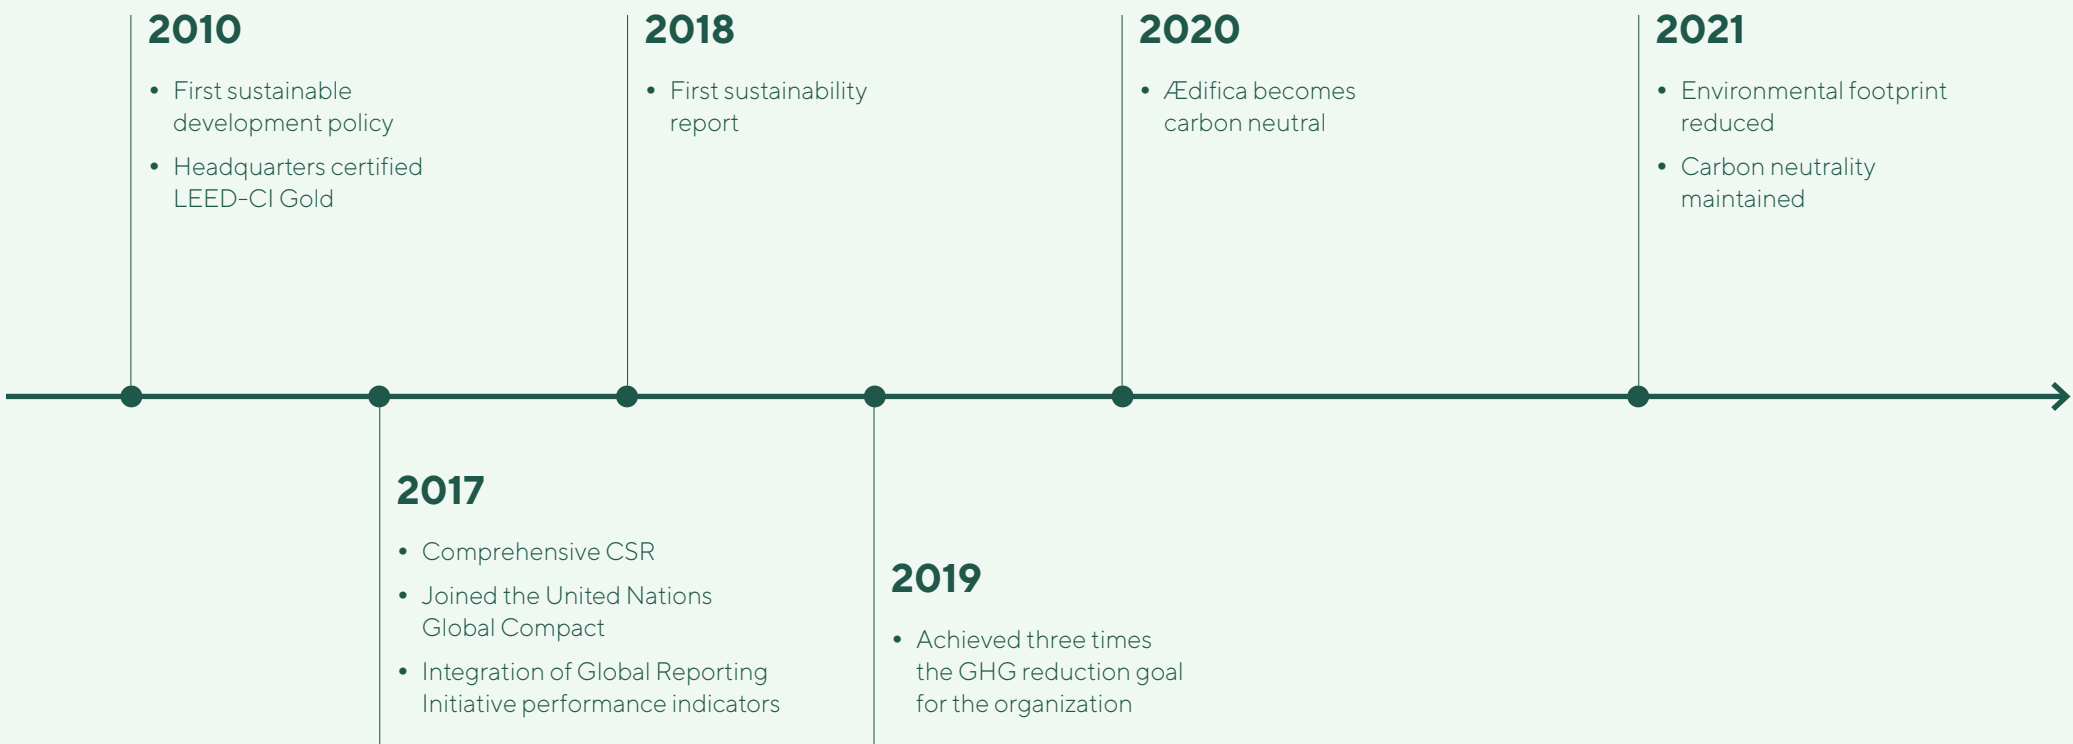 2010
• First sustainable
development policy
• Headquarters certified
LEED-CI Gold
2018
• First sustainability
report
2020
• Ædifica becomes
carbon neutral
2021
• Environmental footprint
reduced
• Carbon neutrality
maintained
2017
• Comprehensive CSR
• Joined the United Nations
Global Compact
• Integration of Global Reporting
Initiative performance indicators
2019
• Achieved three times
the GHG reduction goal
for the organization